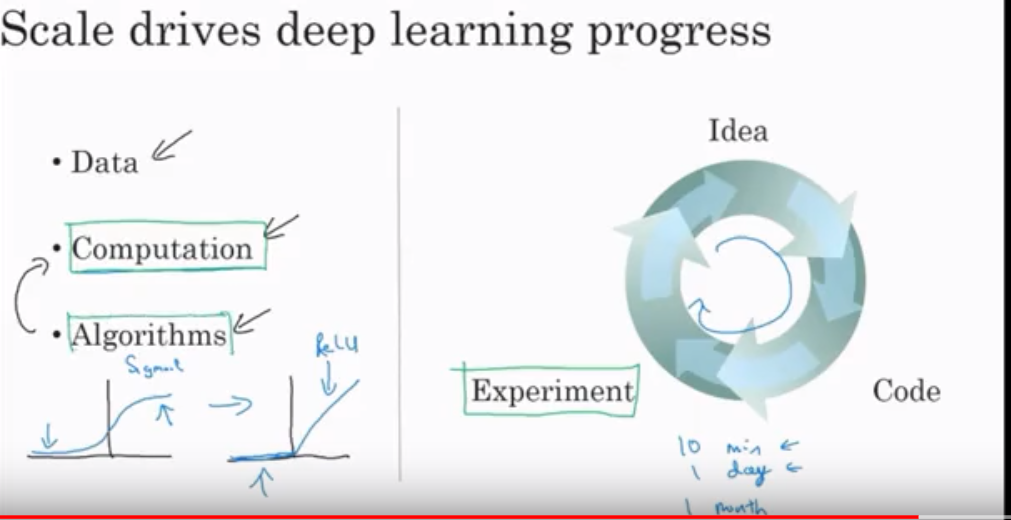 Scale drives deep learning progress
• Data
• Computation
• Algorithms
Sigmoid
ReLU
Idea
Experiment
Code
10 min
1 day
1 month